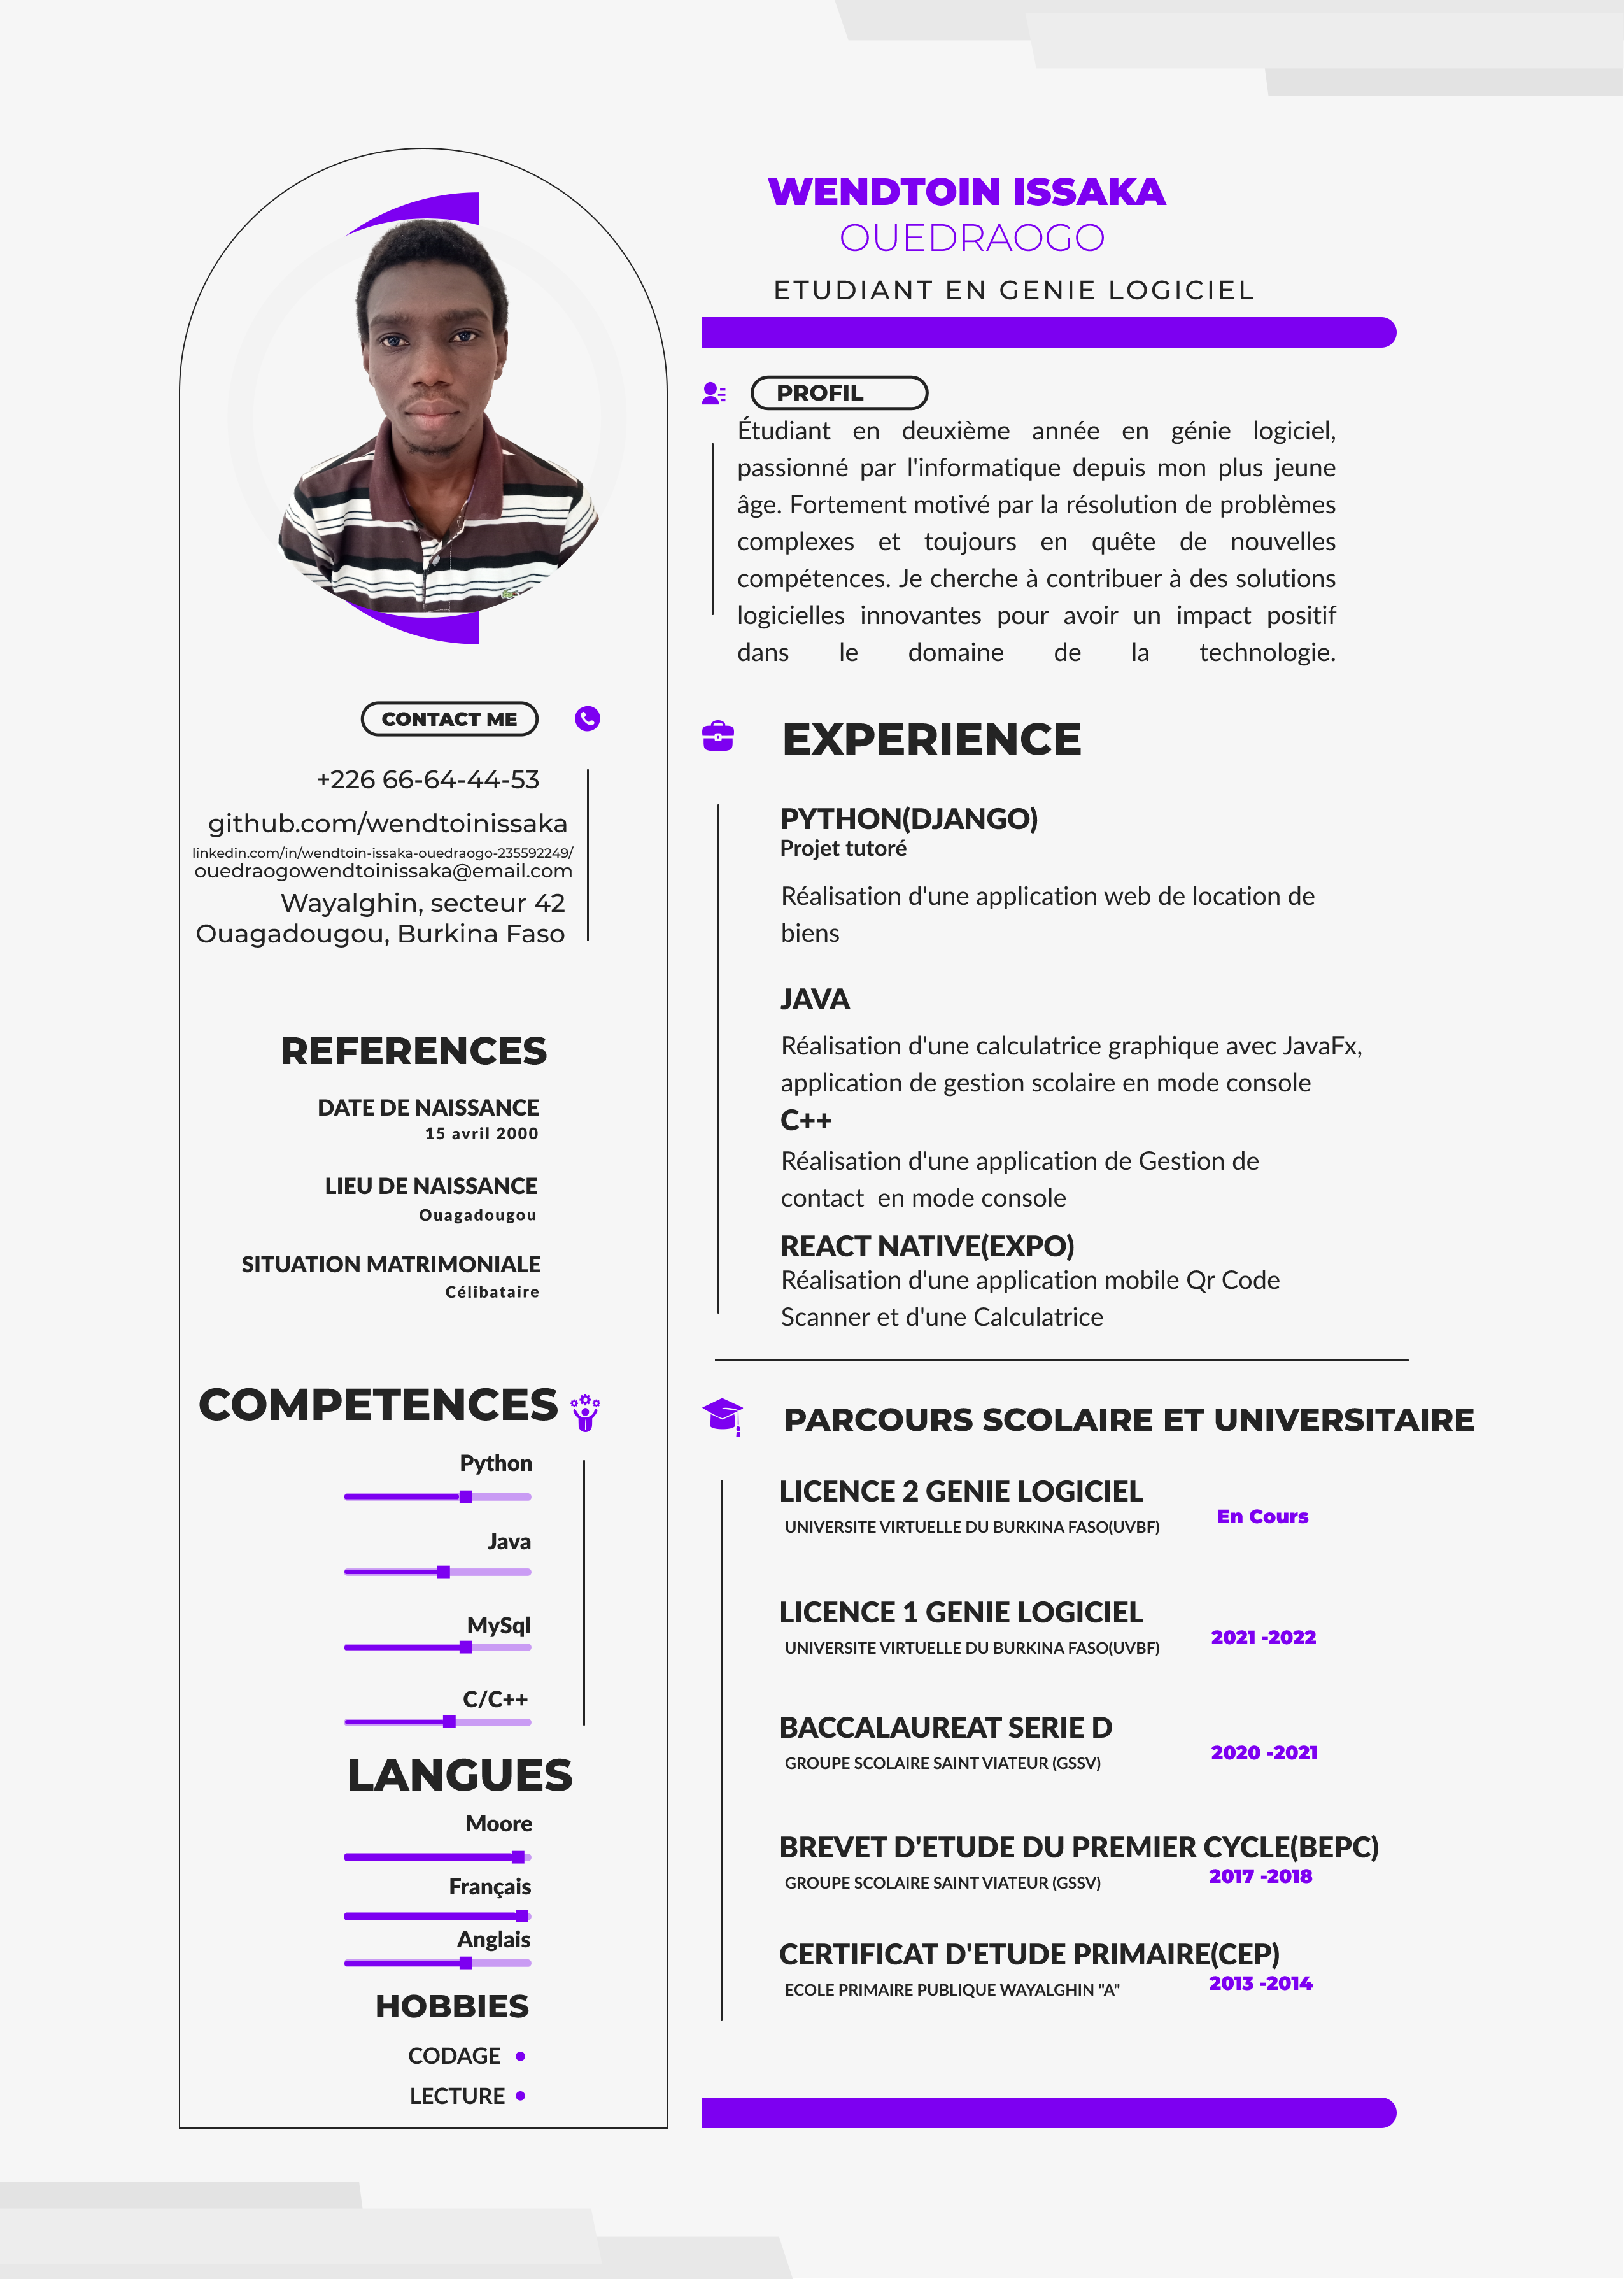 WENDTOIN ISSAKA
OUEDRAOGO
ETUDIANT EN GENIE LOGICIEL
PROFIL
Étudiant en deuxième année en génie logiciel,
passionné par l'informatique depuis mon plus jeune
âge. Fortement motivé par la résolution de problèmes
complexes et toujours en quête de nouvelles
compétences. Je cherche à contribuer à des solutions
logicielles innovantes pour avoir un impact positif
dans le domaine de la technologie.
CONTACT ME
+226 66-64-44-53
github.com/wendtoinissaka
linkedin.com/in/wendtoin-issaka-ouedraogo-235592249/
ouedraogowendtoinissaka@email.com
Wayalghin, secteur 42
Ouagadougou, Burkina Faso
REFERENCES
DATE DE NAISSANCE
15 avril 2000
LIEU DE NAISSANCE
Ouagadougou
SITUATION MATRIMONIALE
Célibataire
COMPETENCES
Python
Java
MySql
C/C++
LANGUES
Moore
Français
Anglais
HOBBIES
CODAGE
LECTURE
EXPERIENCE
PYTHON(DJANGO)
Projet tutoré
Réalisation d'une application web de location de
biens
JAVA
Réalisation d'une calculatrice graphique avec JavaFx,
application de gestion scolaire en mode console
C++
Réalisation d'une application de Gestion de
contact  en mode console
REACT NATIVE(EXPO)
Réalisation d'une application mobile Qr Code
Scanner et d'une Calculatrice
PARCOURS SCOLAIRE ET UNIVERSITAIRE
LICENCE 2 GENIE LOGICIEL
UNIVERSITE VIRTUELLE DU BURKINA FASO(UVBF)
En Cours
LICENCE 1 GENIE LOGICIEL
UNIVERSITE VIRTUELLE DU BURKINA FASO(UVBF)
2021 -2022
BACCALAUREAT SERIE D
GROUPE SCOLAIRE SAINT VIATEUR (GSSV)
2020 -2021
BREVET D'ETUDE DU PREMIER CYCLE(BEPC)
GROUPE SCOLAIRE SAINT VIATEUR (GSSV)
2017 -2018
CERTIFICAT D'ETUDE PRIMAIRE(CEP)
ECOLE PRIMAIRE PUBLIQUE WAYALGHIN "A"
2013 -2014